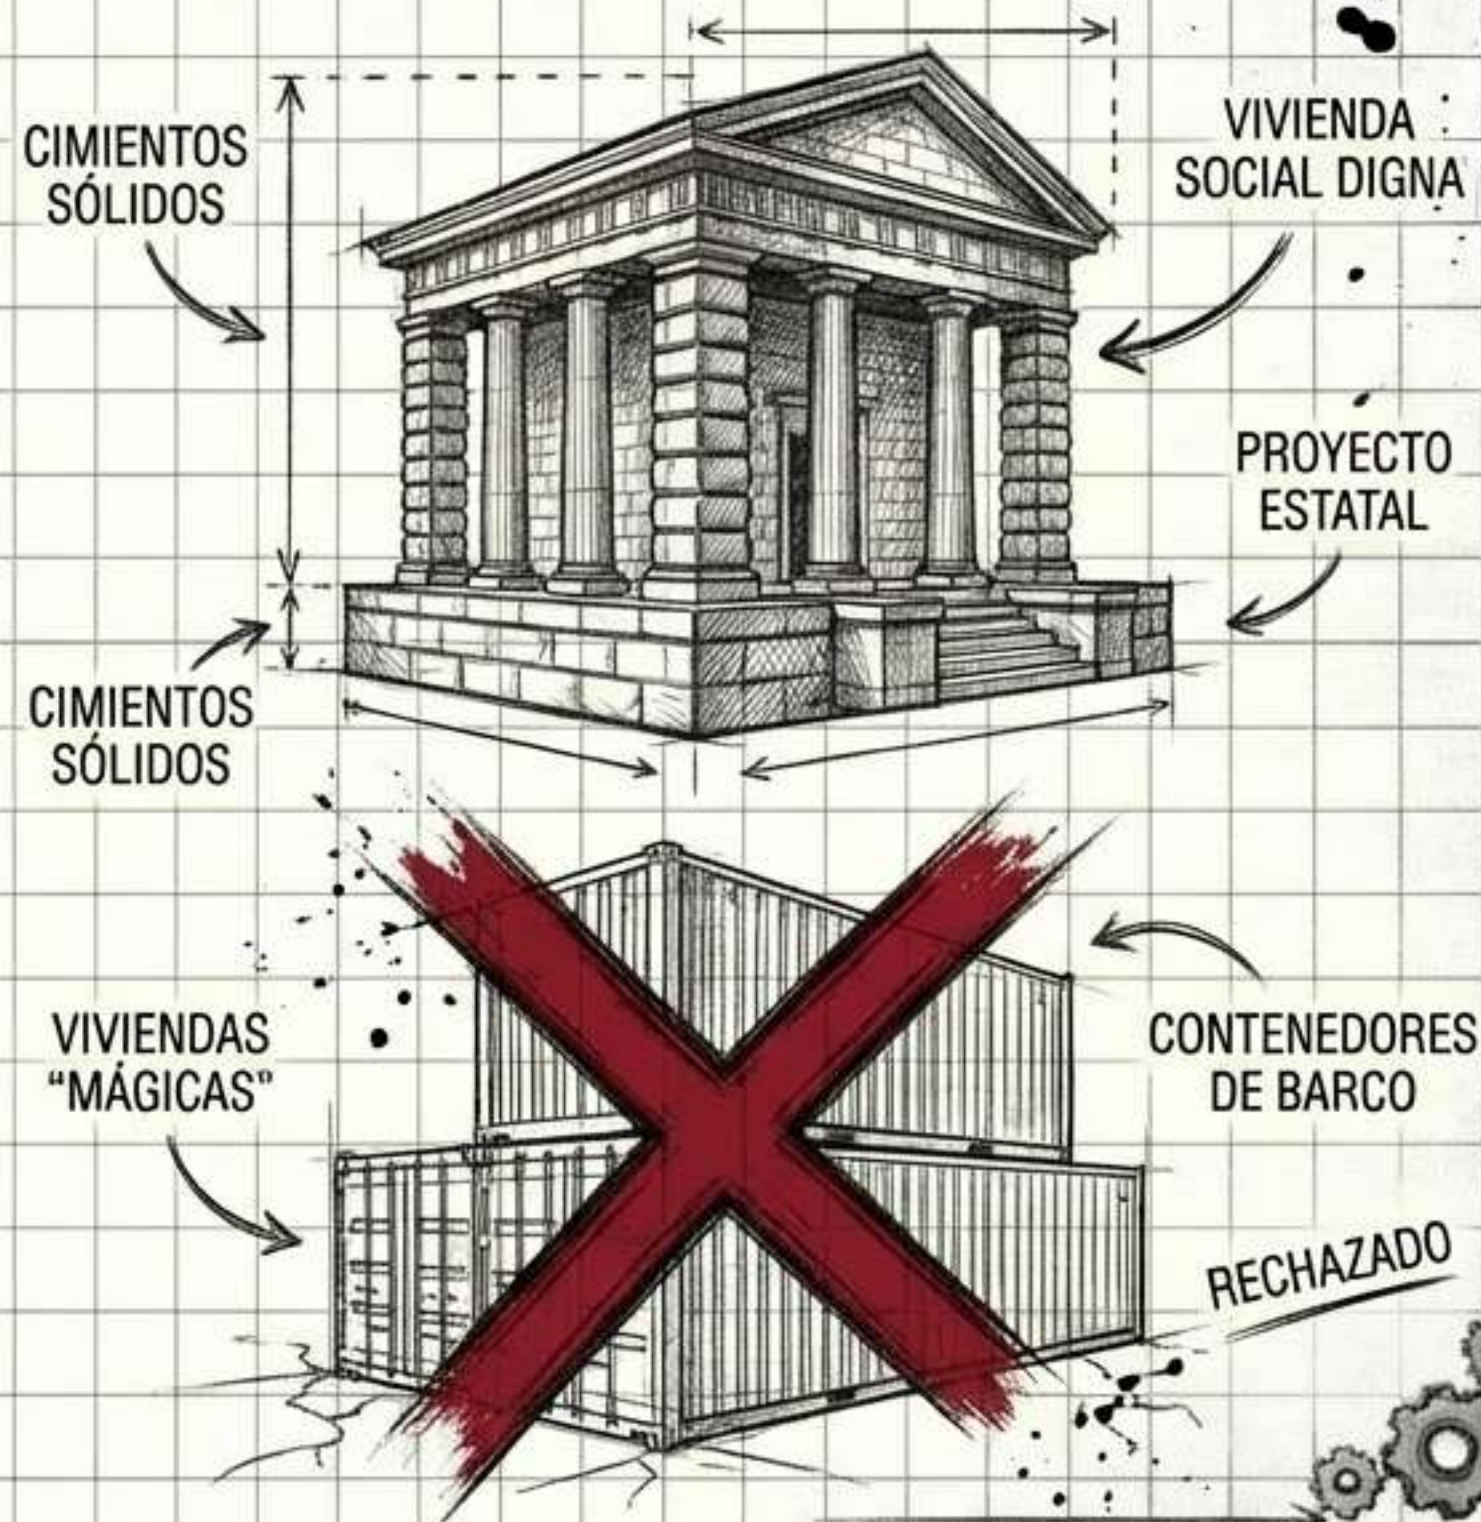 CIMIENTOS
SÓLIDOS
VIVIENDA
SOCIAL DIGNA
PROYECTO
ESTATAL
CIMIENTOS
SÓLIDOS
VIVIENDAS
“MÁGICAS”
CONTENEDORES
DE BARCO
RECHAZADO